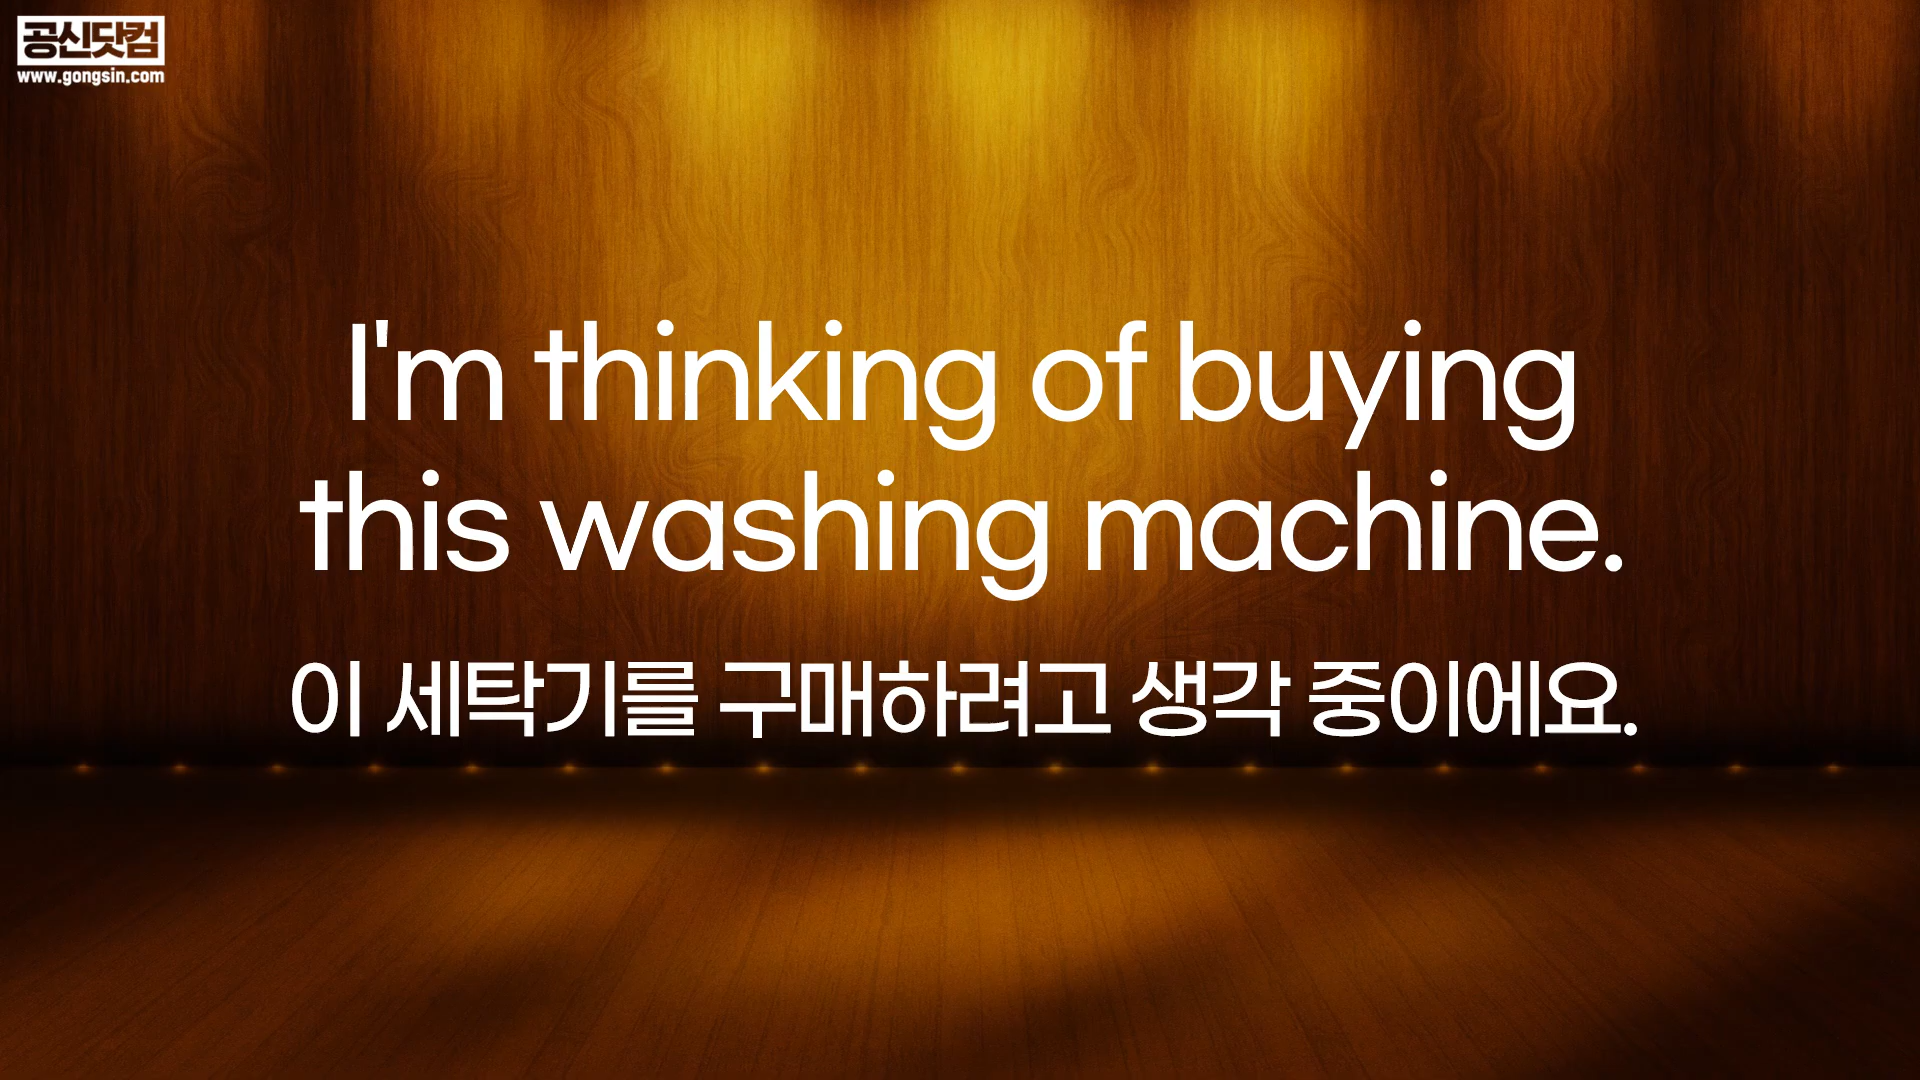 공신닷컴
www.gongsin.com
I'm thinking of buying
this washing machine.
이 세탁기를 구매하려고 생각 중이에요.